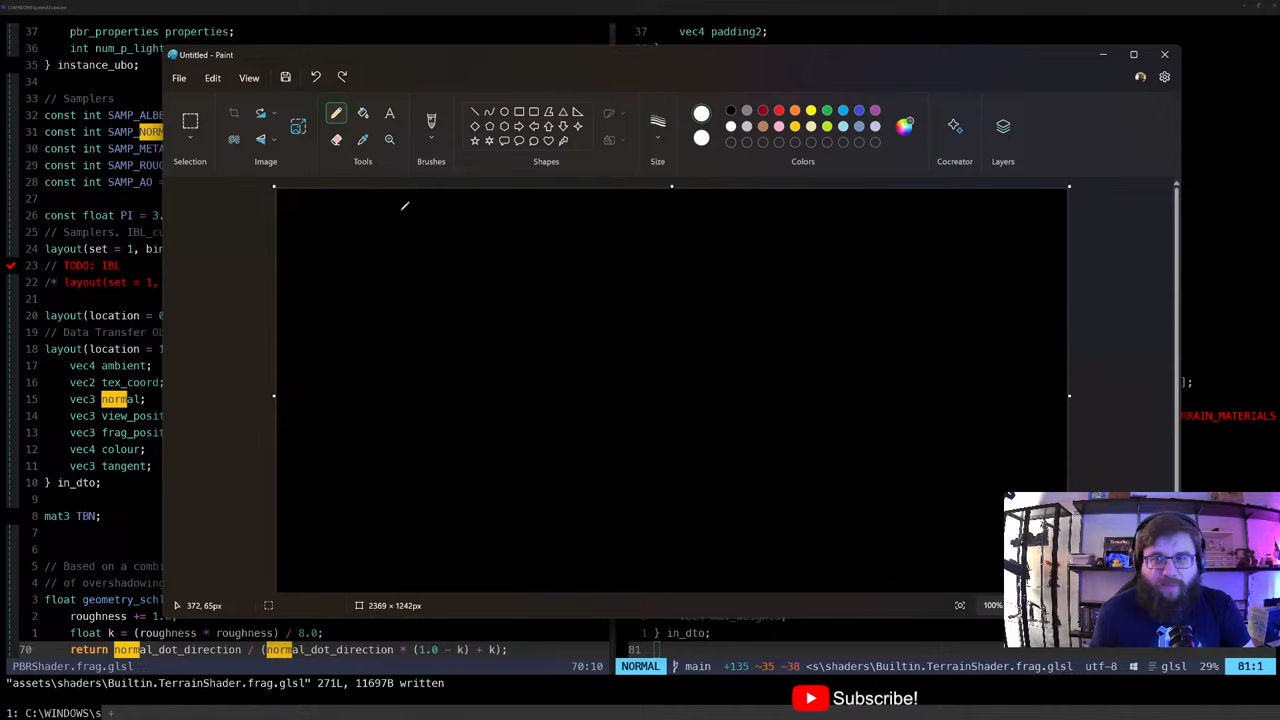 37 pbr_properties properties;
36 int num_p_light
35 } instance_ubo;
34
33 // Samplers
32 const int SAMP_ALBE
31 const int SAMP_NORM
30 const int SAMP_META
29 const int SAMP_ROUG
28 const int SAMP_AO =
27
26 const float PI = 3.
25 // Samplers. IBL_cu
24 layout(set = 1, bin
23 // TODO: IBL
22 /* layout(set = 1,
21
20 layout(location = 0
19 // Data Transfer Ob
18 layout(location = 1
17 vec4 ambient;
16 vec2 tex_coord;
15 vec3 normal;
14 vec3 view_posit
13 vec3 frag_posit
12 vec4 colour;
11 vec3 tangent;
10 } in_dto;
9
8 mat3 TBN;
7
6
5 // Based on a combi
4 // of overshadowing
3 float geometry_schl
2 roughness += 1.
1 float k = (roughness * roughness) / 8.0;
70 return normal_dot_direction / (normal_dot_direction * (1.0 - k) + k);
PBRShader.frag.glsl 70:10
"assets\shaders\Builtin.TerrainShader.frag.glsl" 271L, 11697B written
1: C:\WINDOWS\s +
Untitled - Paint
File Edit View
Selection Image Tools Brushes Shapes Size Colors Cocreator Layers
372, 65px 2369 × 1242px 100%
37 vec4 padding2;
];
RRAIN_MATERIALS
1 } in_dto;
81
NORMAL main +135 ~35 -38 <s\shaders\Builtin.TerrainShader.frag.glsl utf-8 glsl 29% 81:1
Subscribe!